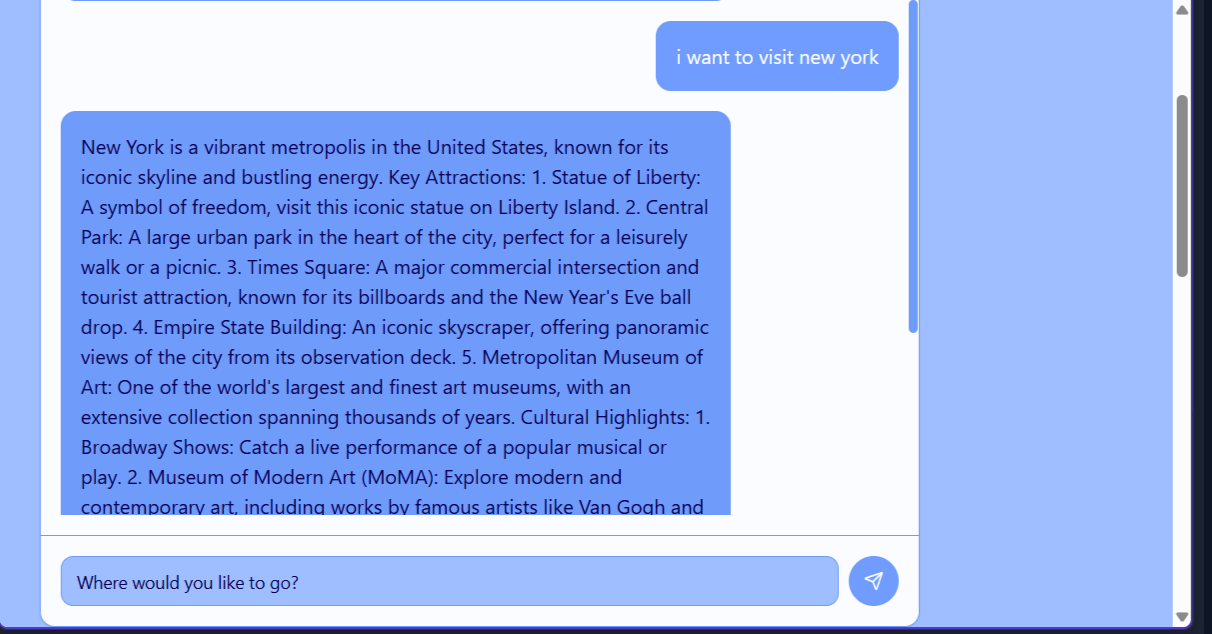 i want to visit new york
New York is a vibrant metropolis in the United States, known for its
iconic skyline and bustling energy. Key Attractions: 1. Statue of Liberty:
A symbol of freedom, visit this iconic statue on Liberty Island. 2. Central
Park: A large urban park in the heart of the city, perfect for a leisurely
walk or a picnic. 3. Times Square: A major commercial intersection and
tourist attraction, known for its billboards and the New Year's Eve ball
drop. 4. Empire State Building: An iconic skyscraper, offering panoramic
views of the city from its observation deck. 5. Metropolitan Museum of
Art: One of the world's largest and finest art museums, with an
extensive collection spanning thousands of years. Cultural Highlights: 1.
Broadway Shows: Catch a live performance of a popular musical or
play. 2. Museum of Modern Art (MoMA): Explore modern and
contemporary art, including works by famous artists like Van Gogh and
Where would you like to go?